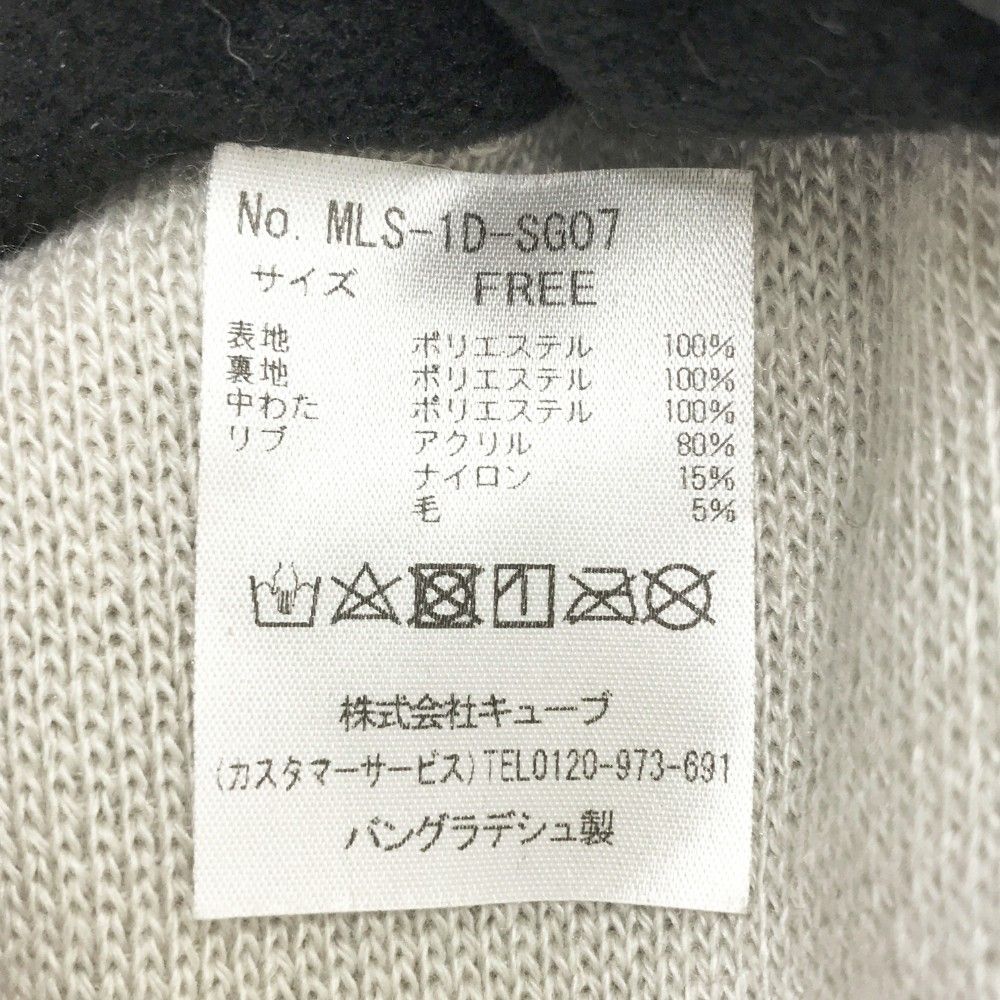 No. MLS-1D-SG07
サイズ FREE
表地 ポリエステル 100%
裏地 ポリエステル 100%
中わた ポリエステル 100%
リブ アクリル 80%
ナイロン 15%
毛 5%
株式会社キューブ
(カスタマーサービス)TEL0120-973-691
バングラデシュ製